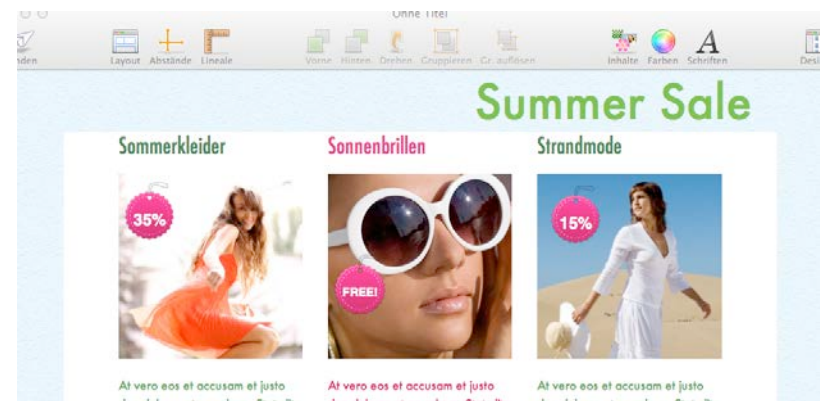 Ohne Titel
Layout Abstände Lineale Vorne Hinten Drehen Gruppieren Gr. auflösen Inhalte Farben Schriften
Summer Sale
Sommerkleider Sonnenbrillen Strandmode
35% 15%
FREE!
At vero eos et accusam et justo At vero eos et accusam et justo At vero eos et accusam et justo